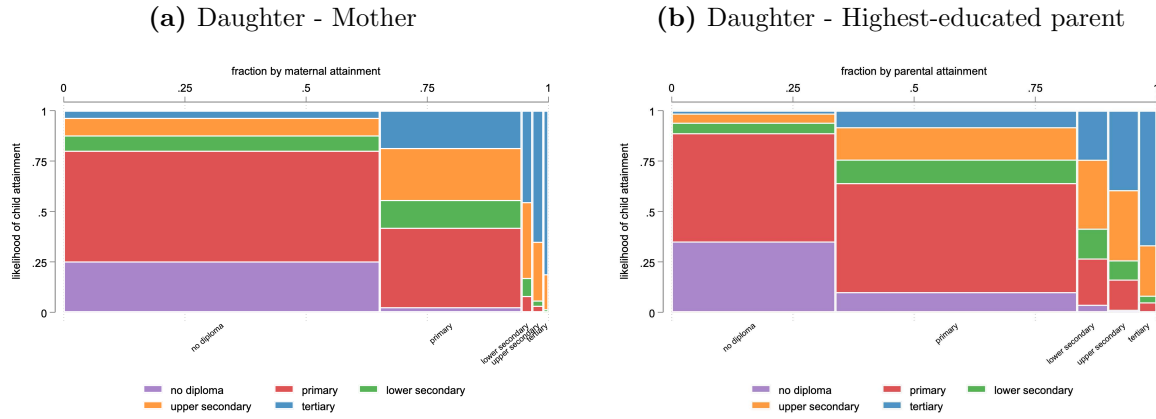 (a) Daughter - Mother
fraction by maternal attainment
0 .25 .5 .75 1
likelihood of child attainment
1
.75
.5
.25
0
no diploma
primary
lower secondary
upper secondary
tertiary
no diploma primary lower secondary
upper secondary tertiary
(b) Daughter - Highest-educated parent
fraction by parental attainment
0 .25 .5 .75 1
likelihood of child attainment
1
.75
.5
.25
0
no diploma
primary
lower secondary
upper secondary
tertiary
no diploma primary lower secondary
upper secondary tertiary